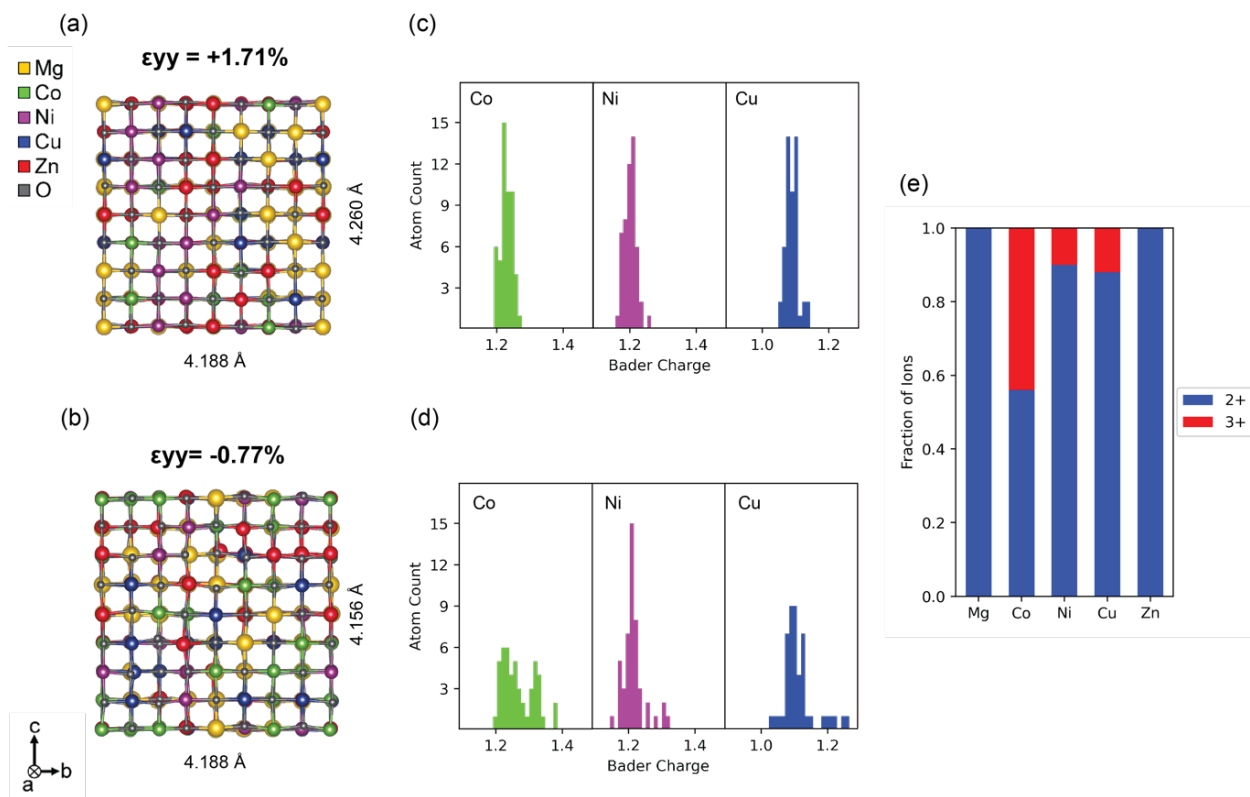 (a)
εyy = +1.71%
Mg
Co
Ni
Cu
Zn
O
4.260 Å
4.188 Å
(b)
εyy= -0.77%
4.156 Å
4.188 Å
c
a
b
(c)
Co
Ni
Cu
Atom Count
15
12
9
6
3
1.2
1.4
1.2
1.4
1.0
1.2
Bader Charge
(d)
Co
Ni
Cu
Atom Count
15
12
9
6
3
1.2
1.4
1.2
1.4
1.0
1.2
Bader Charge
(e)
Fraction of Ions
1.0
0.8
0.6
0.4
0.2
0.0
Mg
Co
Ni
Cu
Zn
2+
3+